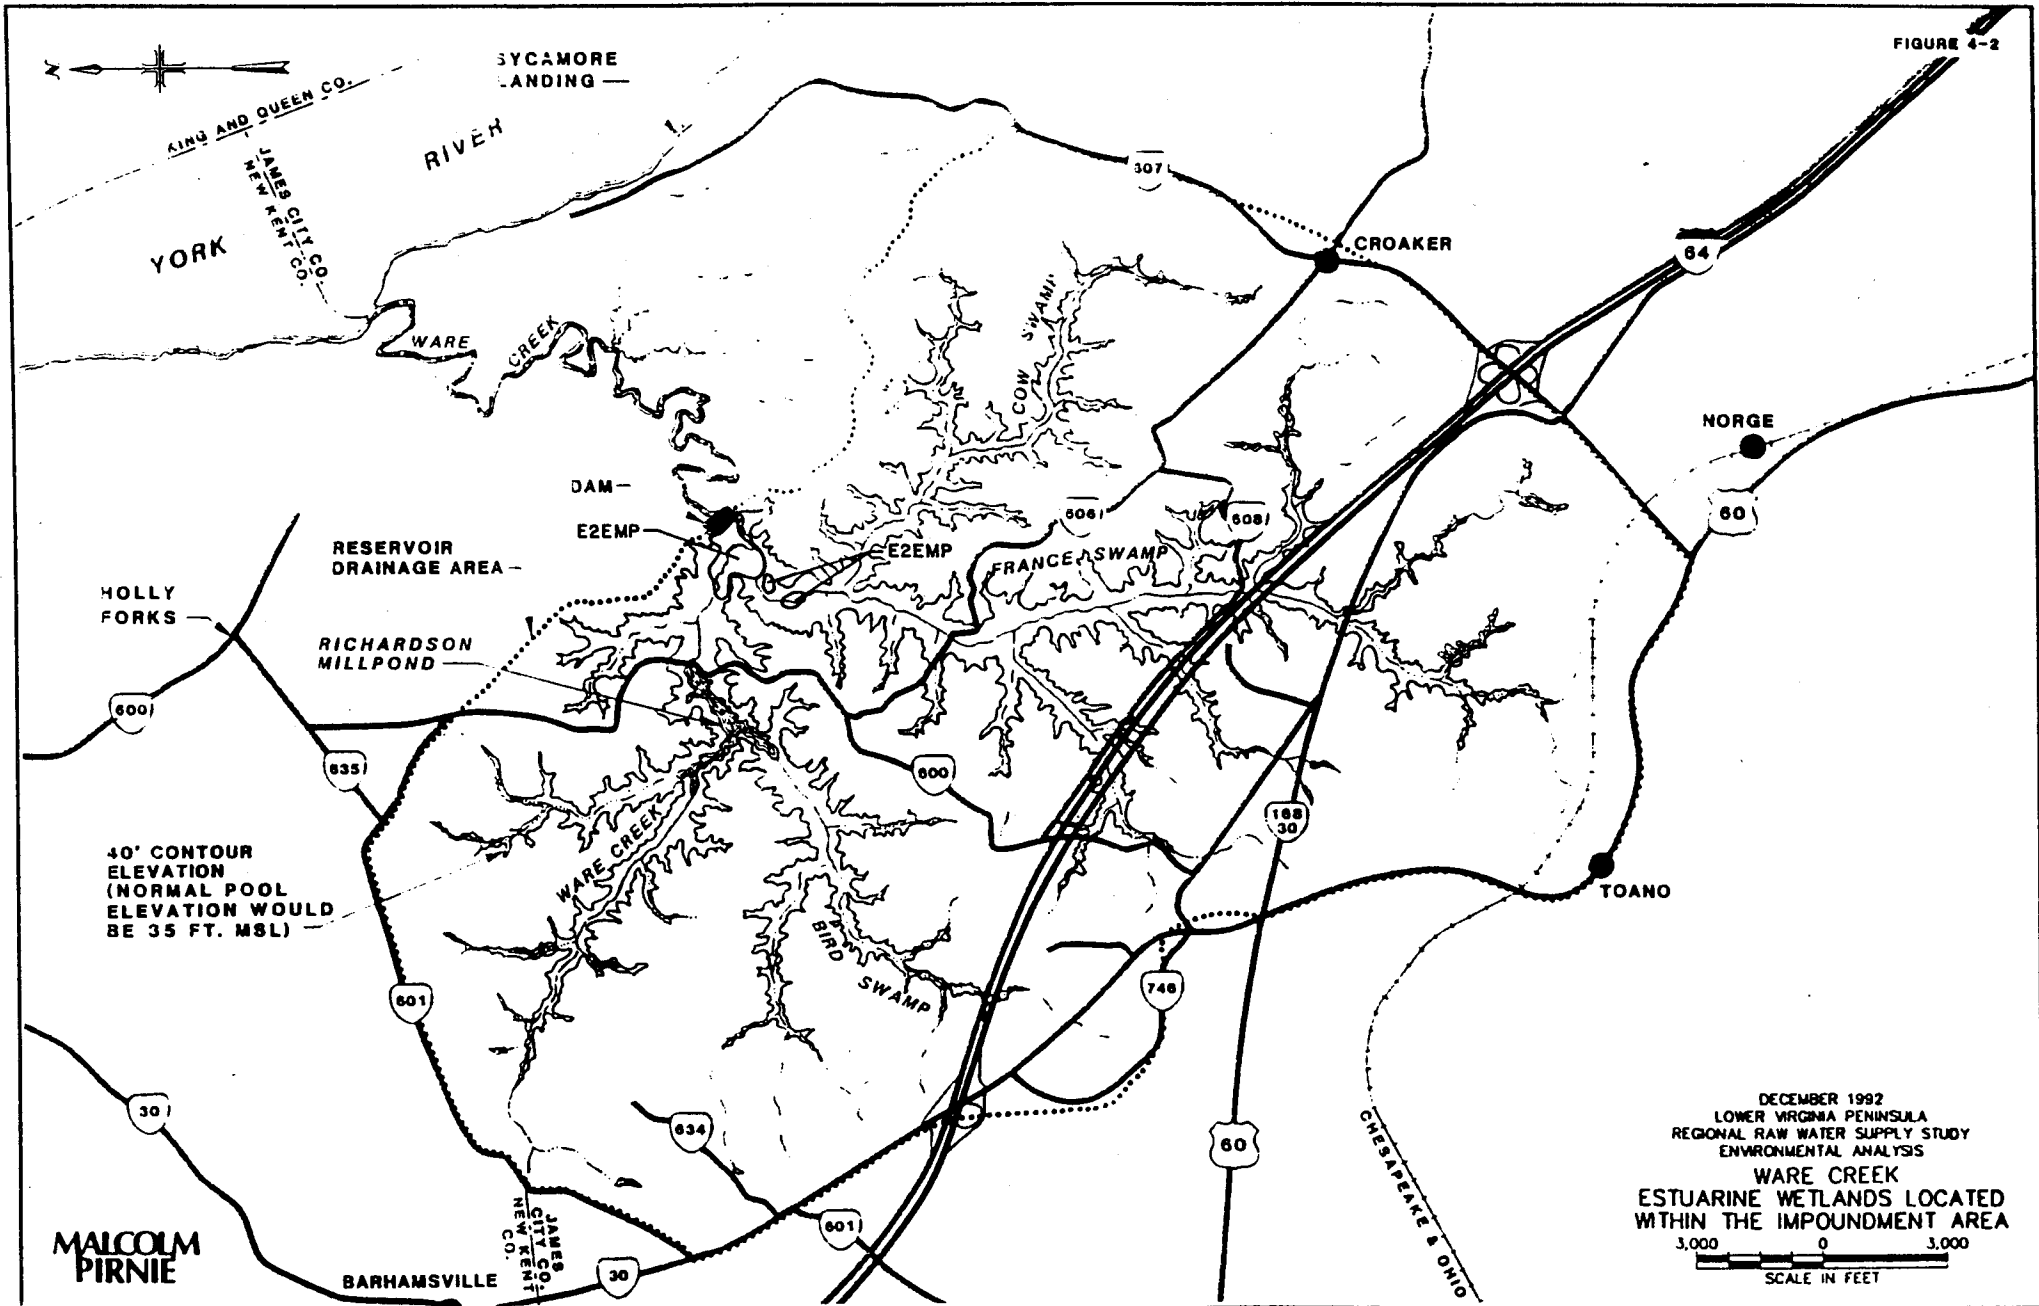 FIGURE 4-2
N
SYCAMORE
LANDING
KING AND QUEEN CO.
JAMES CITY CO.
NEW KENT CO.
YORK
RIVER
WARE
CREEK
607
CROAKER
64
COW
SWAMP
NORGE
60
DAM
E2EMP
E2EMP
606
608
FRANCE SWAMP
RESERVOIR
DRAINAGE AREA
HOLLY
FORKS
RICHARDSON
MILLPOND
600
635
600
168
30
40' CONTOUR
ELEVATION
(NORMAL POOL
ELEVATION WOULD
BE 35 FT. MSL)
WARE CREEK
BIRD
SWAMP
TOANO
601
746
30
634
60
601
30
CHESAPEAKE & OHIO
JAMES
CITY CO.
NEW KENT
CO.
BARHAMSVILLE
MALCOLM
PIRNIE
DECEMBER 1992
LOWER VIRGINIA PENINSULA
REGIONAL RAW WATER SUPPLY STUDY
ENVIRONMENTAL ANALYSIS
WARE CREEK
ESTUARINE WETLANDS LOCATED
WITHIN THE IMPOUNDMENT AREA
3,000 0 3,000
SCALE IN FEET